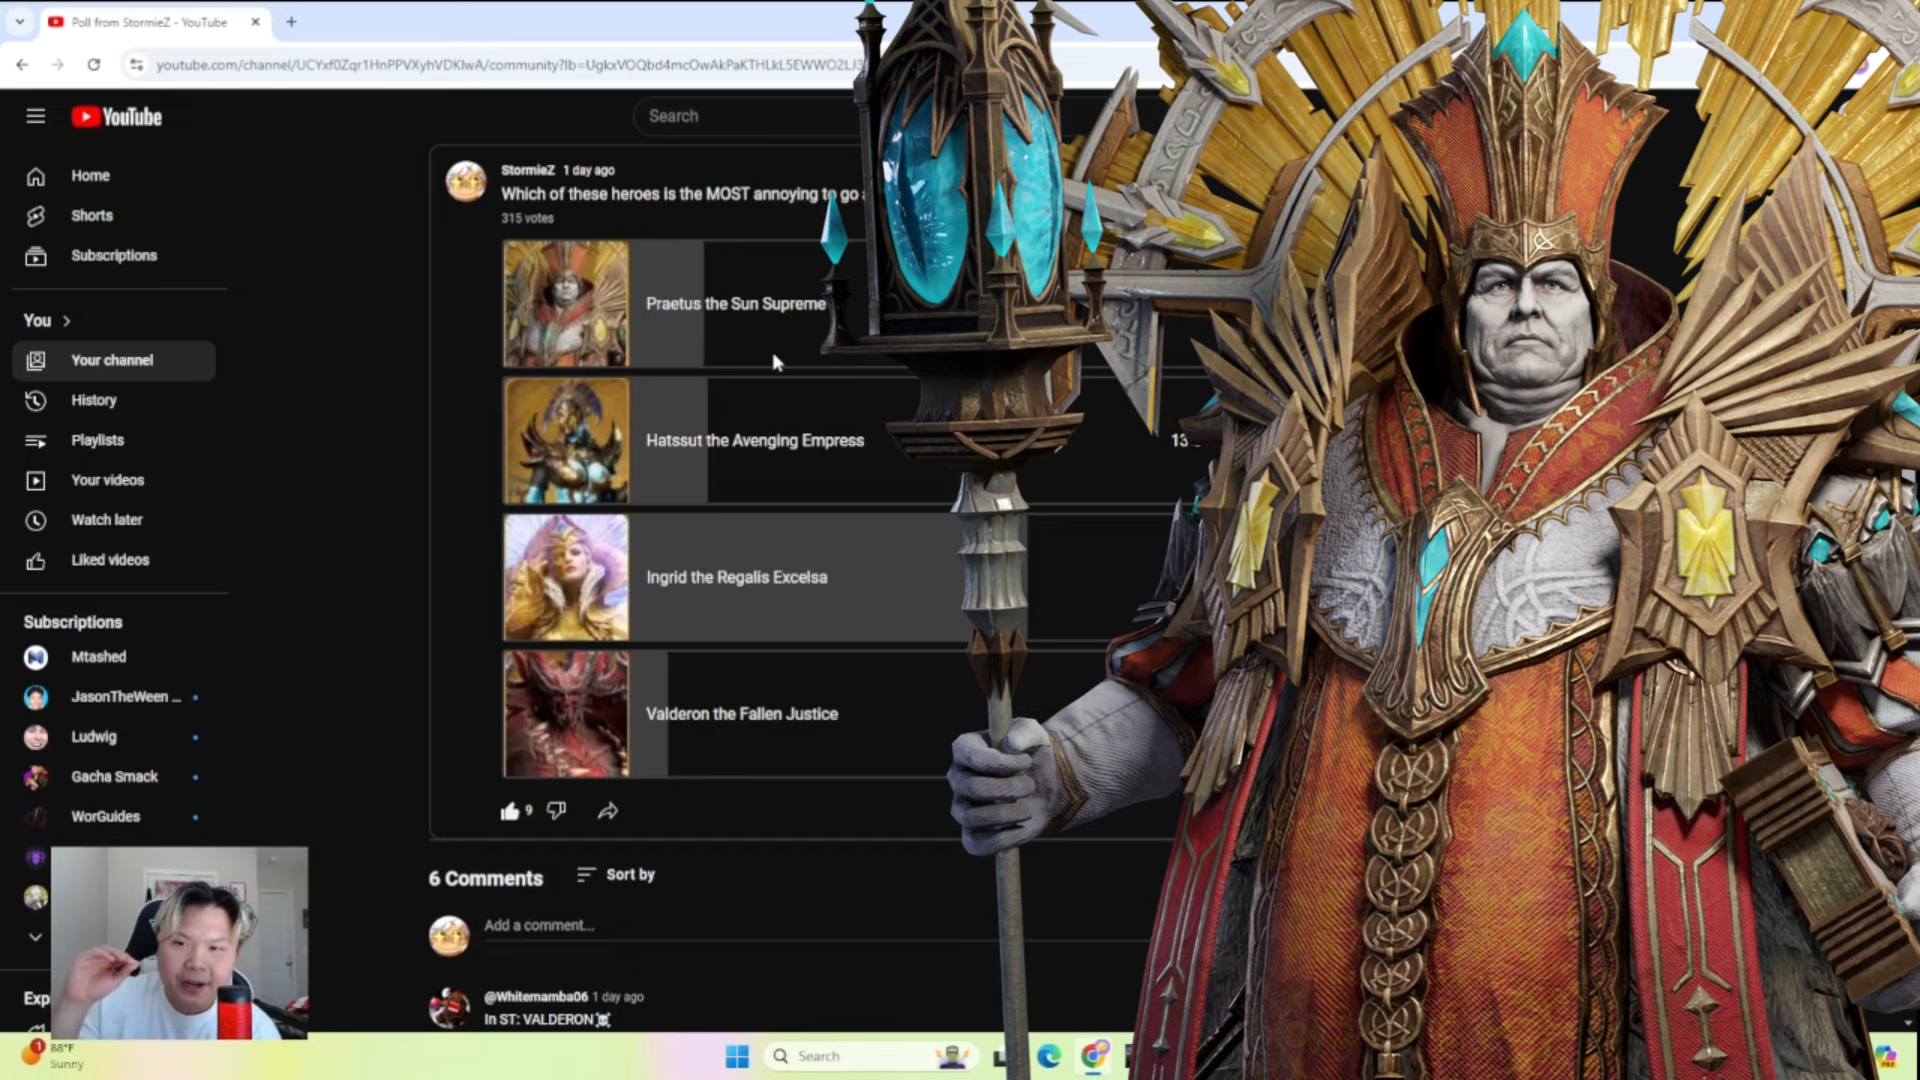 Poll from StormieZ - YouTube
youtube.com/channel/UCYxf0Zqr1HnPPVXyhVDKlwA/community?lb=UgkxVOQbd4mcOwAkPaKTHLkL5EWWO2LJ3
YouTube
Search
Home
Shorts
Subscriptions
You
Your channel
History
Playlists
Your videos
Watch later
Liked videos
Subscriptions
Mtashed
JasonTheWeen ...
Ludwig
Gacha Smack
WorGuides
Exp
StormieZ 1 day ago
Which of these heroes is the MOST annoying to go
315 votes
Praetus the Sun Supreme
Hatssut the Avenging Empress
13
Ingrid the Regalis Excelsa
Valderon the Fallen Justice
9
6 Comments
Sort by
Add a comment...
@Whitemamba06 1 day ago
In ST: VALDERON☠
1
88°F
Sunny
Search